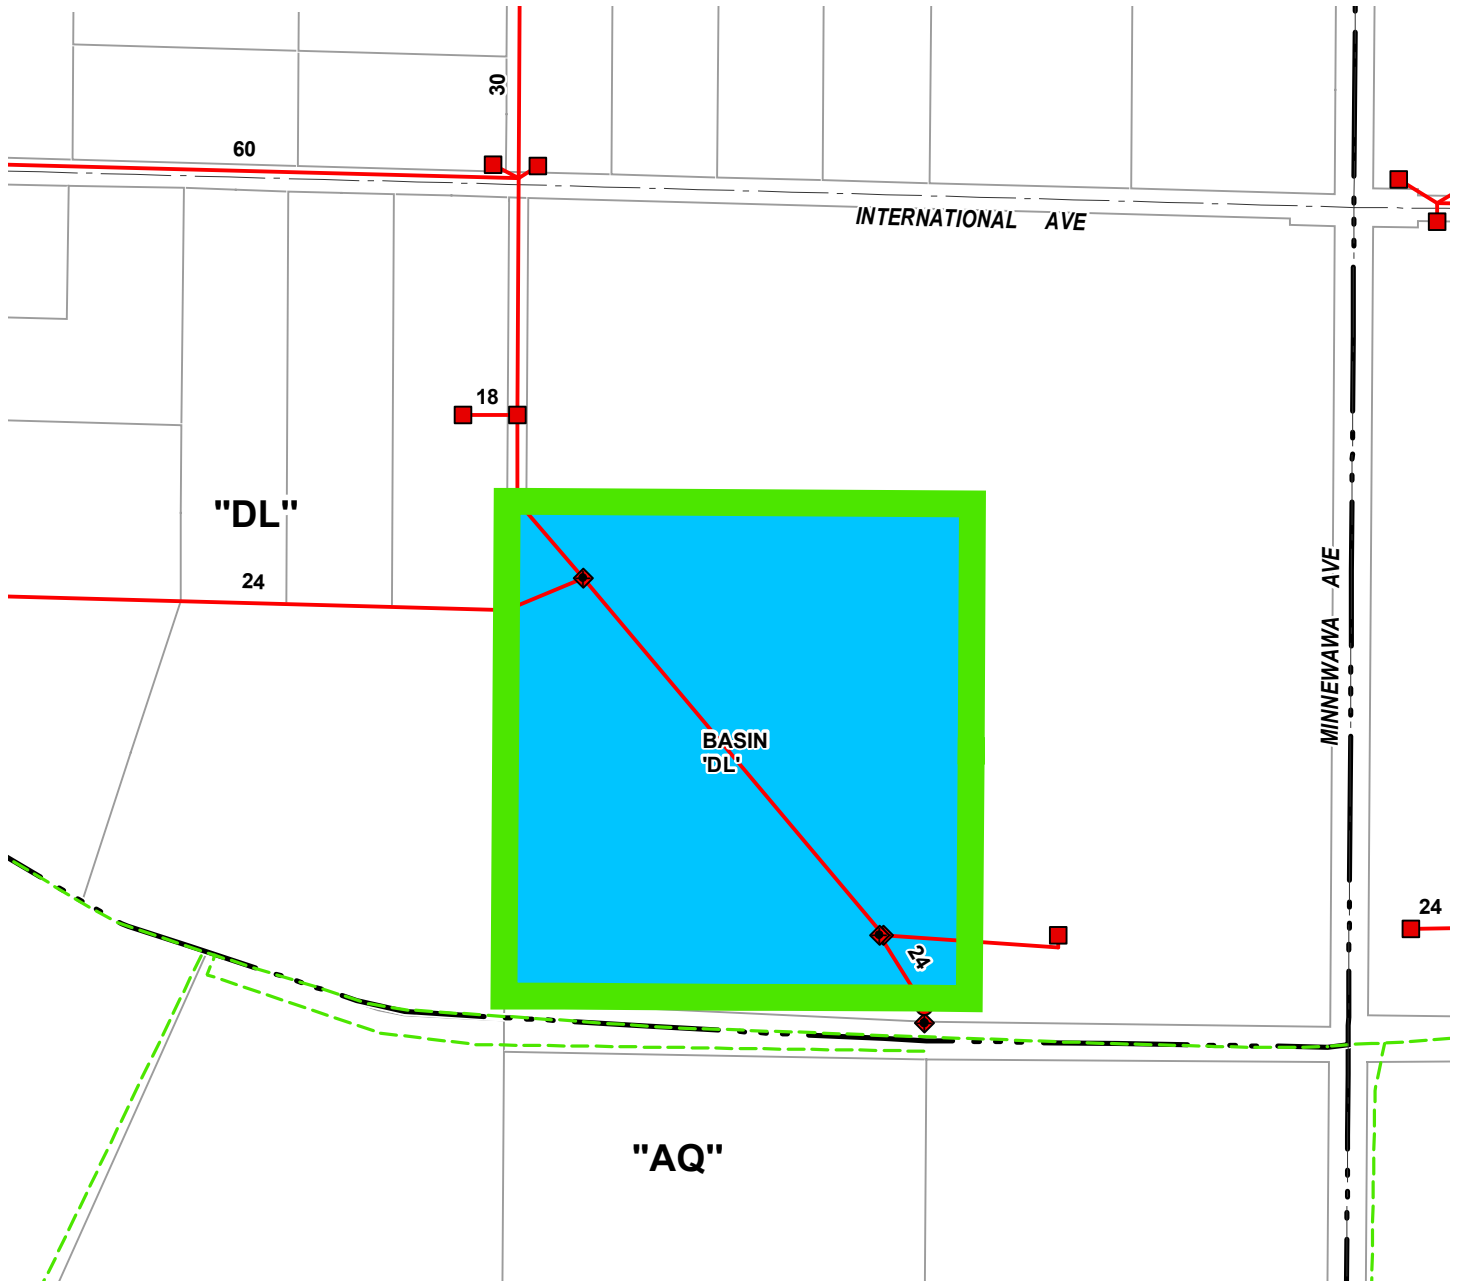 30
60
INTERNATIONAL AVE
18
"DL"
24
MINNEWAWA AVE
BASIN
'DL'
24
24
"AQ"